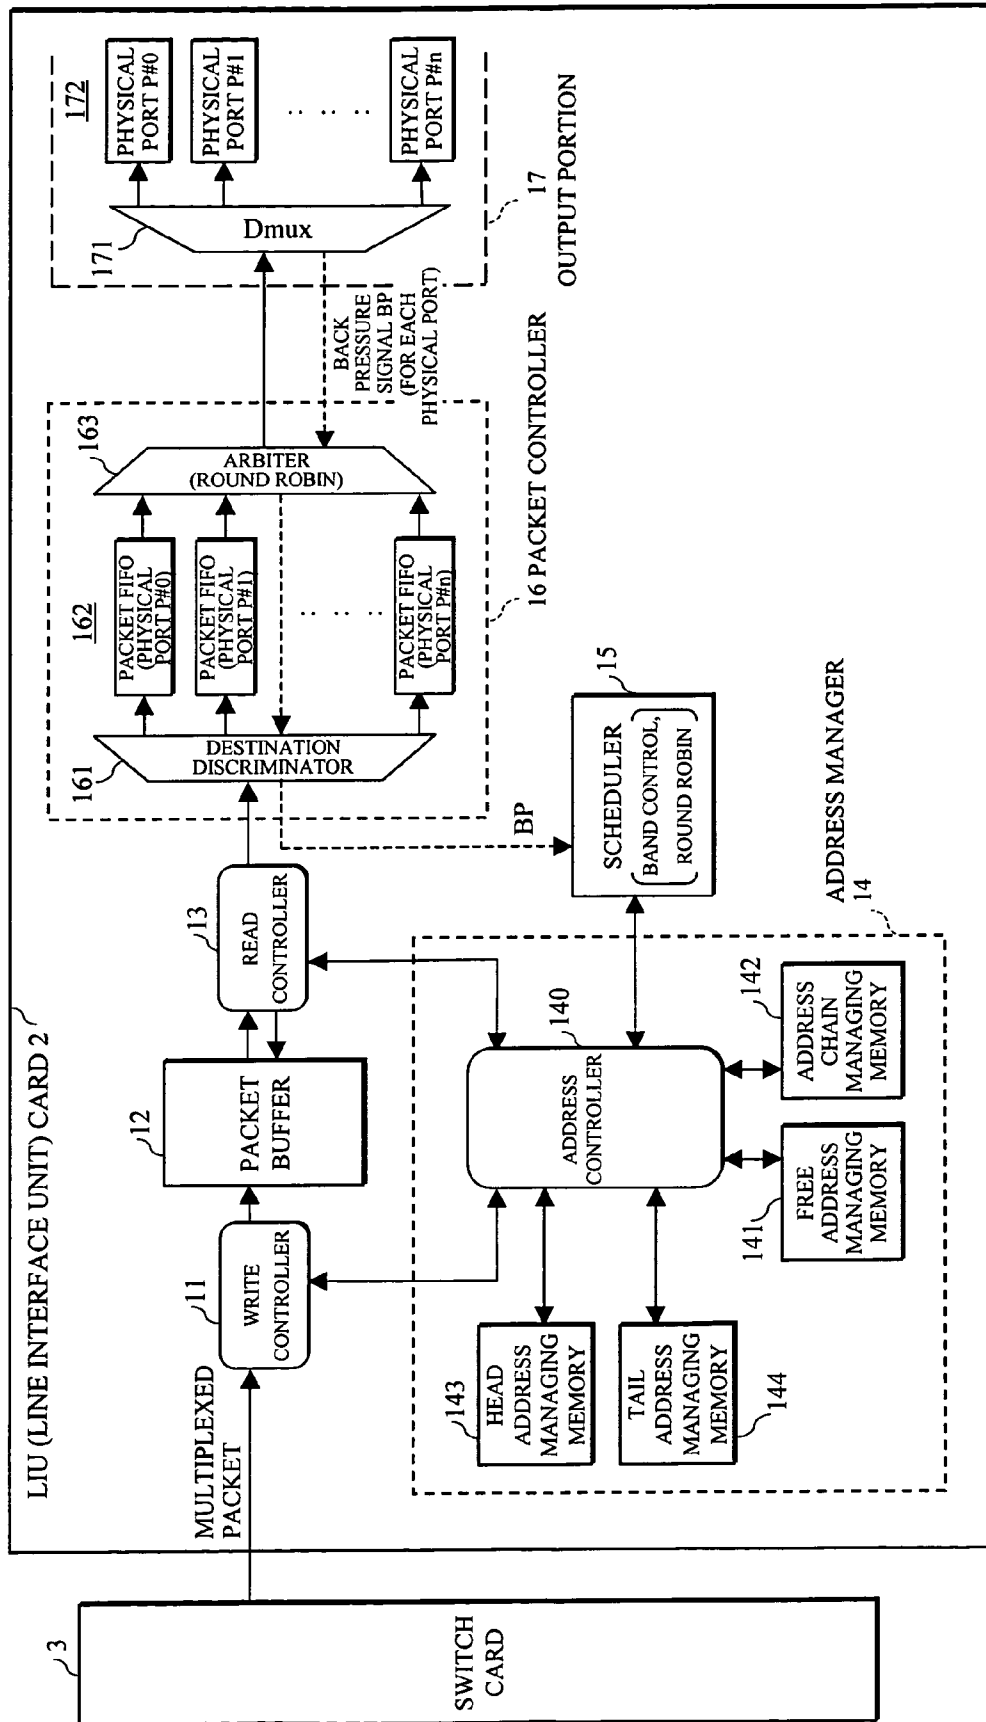 LIU (LINE INTERFACE UNIT) CARD 2
3
SWITCH
CARD
MULTIPLEXED
PACKET
11
WRITE
CONTROLLER
12
PACKET
BUFFER
13
READ
CONTROLLER
161
DESTINATION
DISCRIMINATOR
162
PACKET FIFO
(PHYSICAL
PORT P#0)
PACKET FIFO
(PHYSICAL
PORT P#1)
PACKET FIFO
(PHYSICAL
PORT P#n)
163
ARBITER
(ROUND ROBIN)
16 PACKET CONTROLLER
BACK
PRESSURE
SIGNAL BP
(FOR EACH
PHYSICAL PORT)
171
Dmux
172
PHYSICAL
PORT P#0
PHYSICAL
PORT P#1
PHYSICAL
PORT P#n
17
OUTPUT PORTION
BP
15
SCHEDULER
BAND CONTROL,
ROUND ROBIN
ADDRESS MANAGER
14
140
ADDRESS
CONTROLLER
143
HEAD
ADDRESS
MANAGING
MEMORY
TAIL
ADDRESS
MANAGING
MEMORY
144
141
FREE
ADDRESS
MANAGING
MEMORY
142
ADDRESS
CHAIN
MANAGING
MEMORY